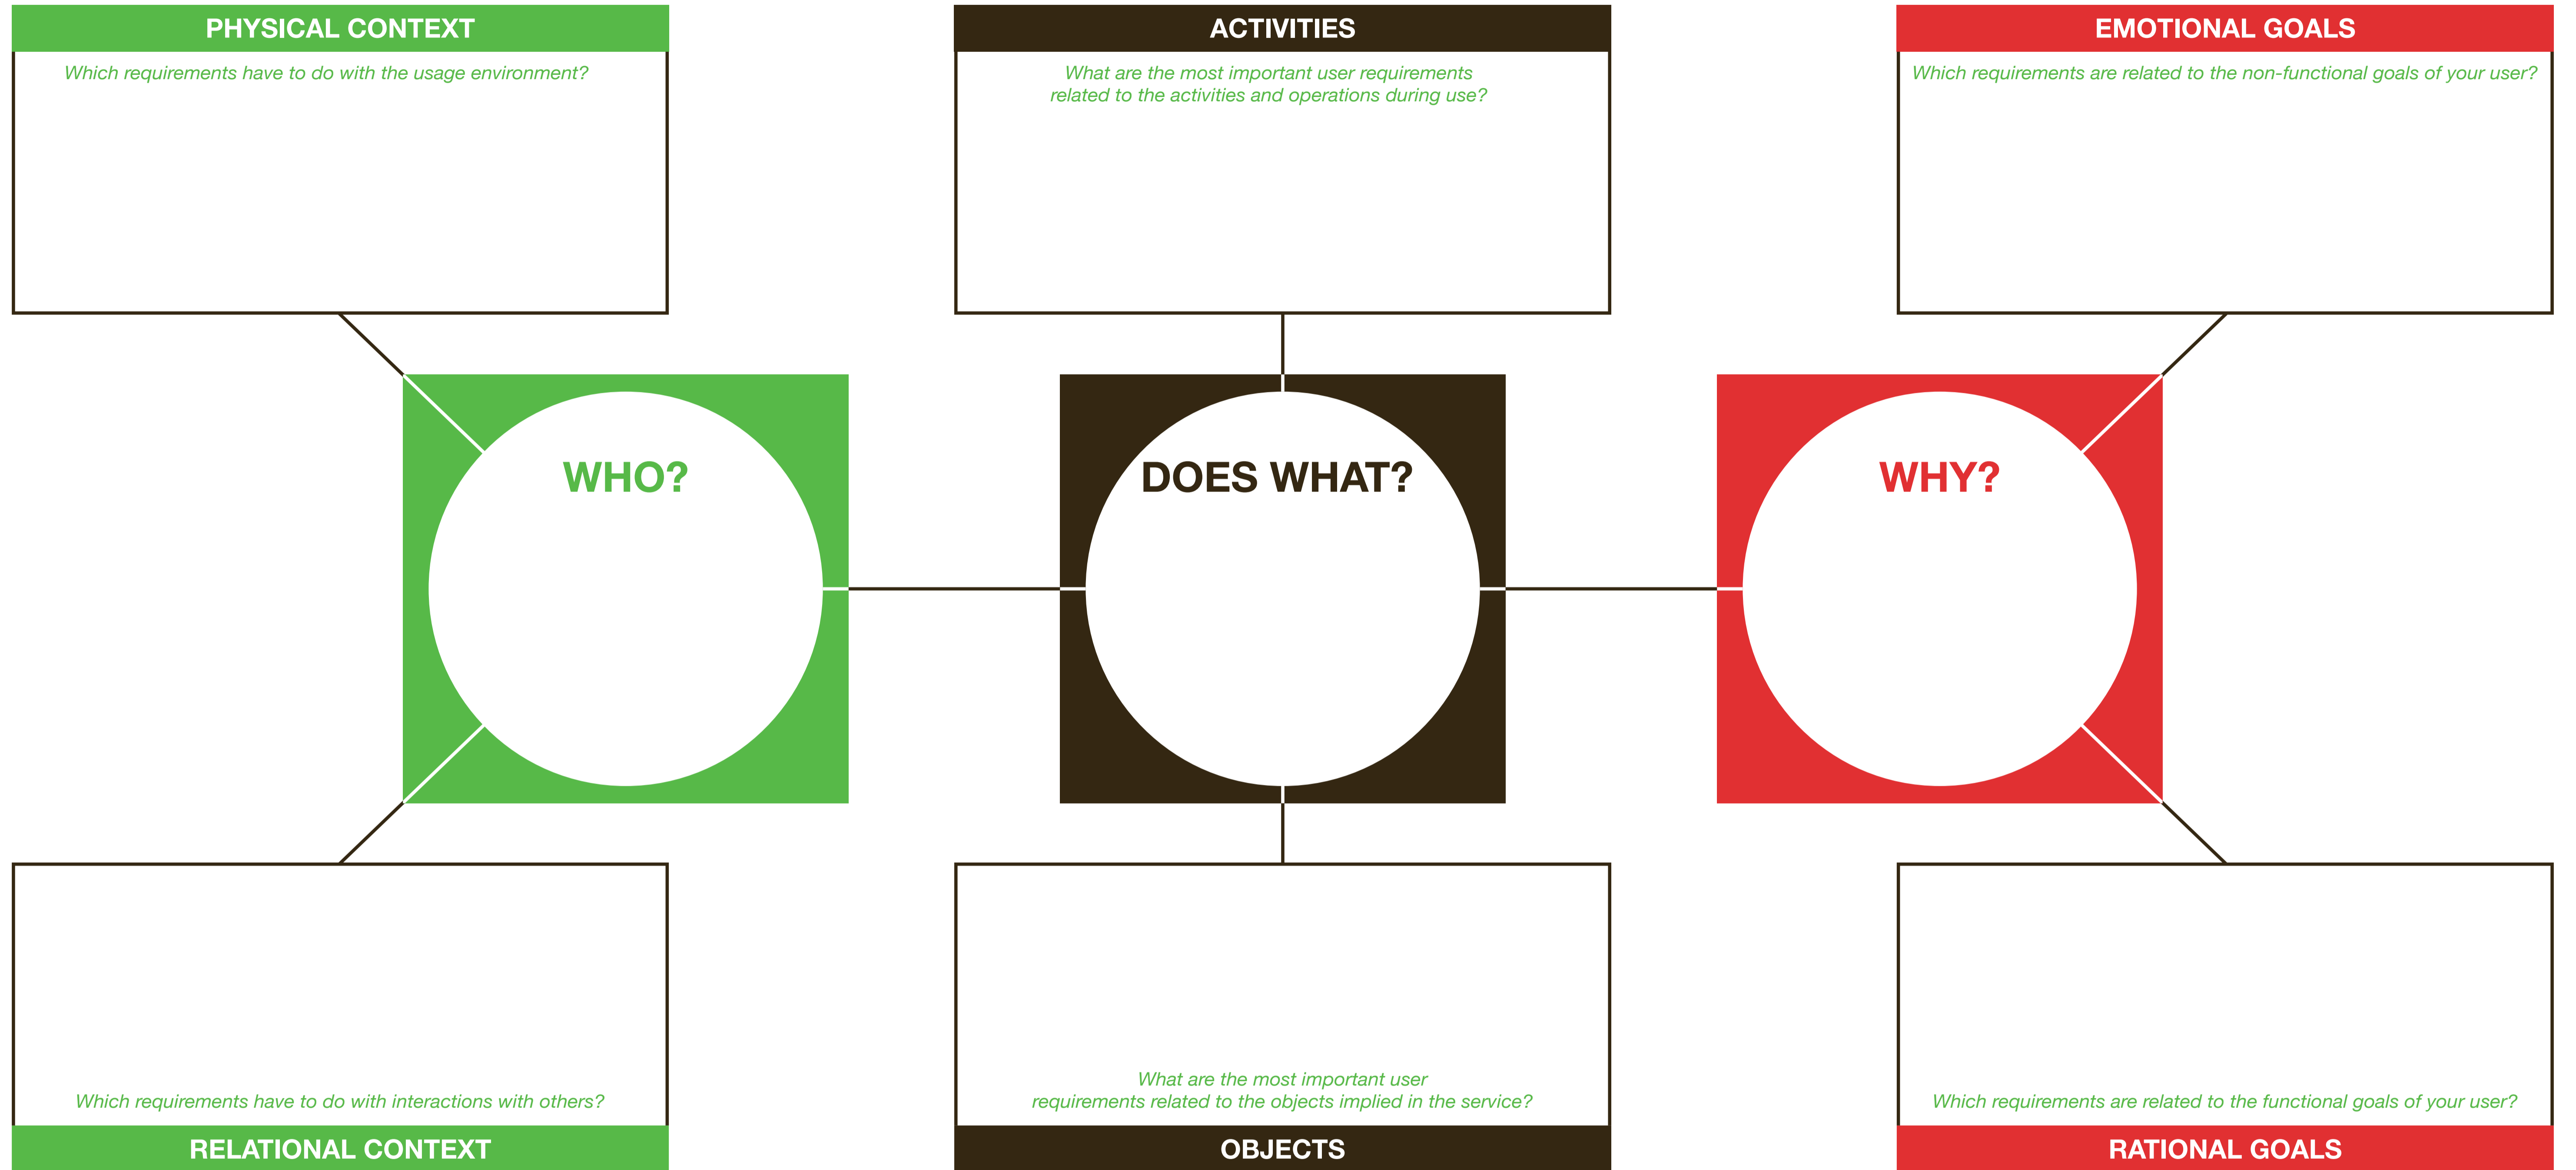 PHYSICAL CONTEXT
Which requirements have to do with the usage environment?
ACTIVITIES
What are the most important user requirements
related to the activities and operations during use?
EMOTIONAL GOALS
Which requirements are related to the non-functional goals of your user?
WHO?
DOES WHAT?
WHY?
Which requirements have to do with interactions with others?
RELATIONAL CONTEXT
What are the most important user
requirements related to the objects implied in the service?
OBJECTS
Which requirements are related to the functional goals of your user?
RATIONAL GOALS